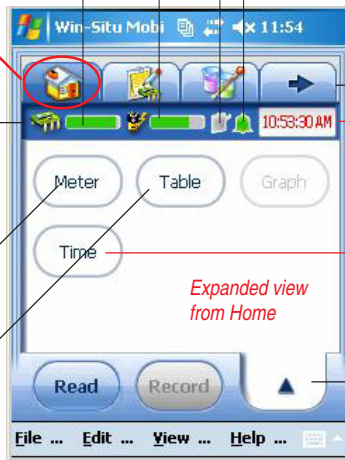 Win-Situ Mobi 11:54
10:53:30 AM
Meter Table Graph
Time
Expanded view
from Home
Read Record
File ... Edit ... View ... Help ...